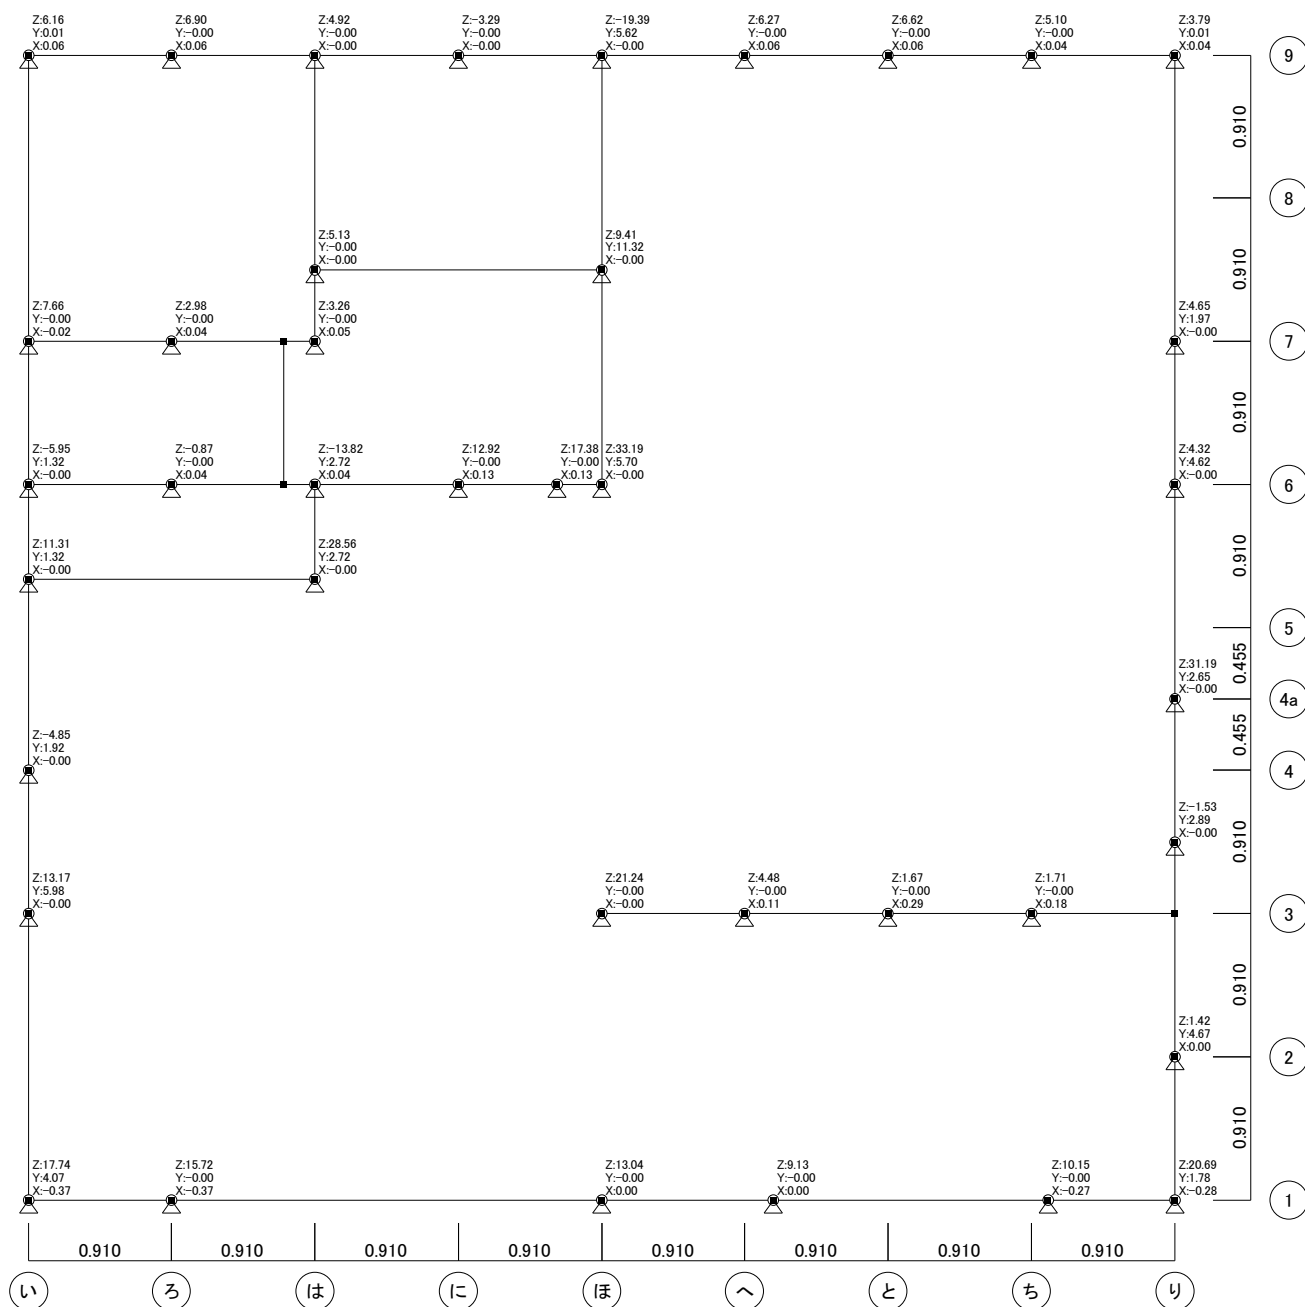 Z:6.16
Y:0.01
X:0.06
Z:6.90
Y:-0.00
X:0.06
Z:4.92
Y:-0.00
X:-0.00
Z:-3.29
Y:-0.00
X:-0.00
Z:-19.39
Y:5.62
X:-0.00
Z:6.27
Y:-0.00
X:0.06
Z:6.62
Y:-0.00
X:0.06
Z:5.10
Y:-0.00
X:0.04
Z:3.79
Y:0.01
X:0.04
9
0.910
8
Z:5.13
Y:-0.00
X:-0.00
Z:9.41
Y:11.32
X:-0.00
0.910
Z:7.66
Y:-0.00
X:-0.02
Z:2.98
Y:-0.00
X:0.04
Z:3.26
Y:-0.00
X:0.05
Z:4.65
Y:1.97
X:-0.00
7
0.910
Z:-5.95
Y:1.32
X:-0.00
Z:-0.87
Y:-0.00
X:0.04
Z:-13.82
Y:2.72
X:0.04
Z:12.92
Y:-0.00
X:0.13
Z:17.38
Y:-0.00
X:0.13
Z:33.19
Y:5.70
X:-0.00
Z:4.32
Y:4.62
X:-0.00
6
0.910
Z:11.31
Y:1.32
X:-0.00
Z:28.56
Y:2.72
X:-0.00
5
0.455
Z:31.19
Y:2.65
X:-0.00
4a
0.455
Z:-4.85
Y:1.92
X:-0.00
4
0.910
Z:-1.53
Y:2.89
X:-0.00
Z:13.17
Y:5.98
X:-0.00
Z:21.24
Y:-0.00
X:-0.00
Z:4.48
Y:-0.00
X:0.11
Z:1.67
Y:-0.00
X:0.29
Z:1.71
Y:-0.00
X:0.18
3
0.910
Z:1.42
Y:4.67
X:0.00
2
0.910
Z:17.74
Y:4.07
X:-0.37
Z:15.72
Y:-0.00
X:-0.37
Z:13.04
Y:-0.00
X:0.00
Z:9.13
Y:-0.00
X:0.00
Z:10.15
Y:-0.00
X:-0.27
Z:20.69
Y:1.78
X:-0.28
1
0.910 0.910 0.910 0.910 0.910 0.910 0.910 0.910
い ろ は に ほ へ と ち り